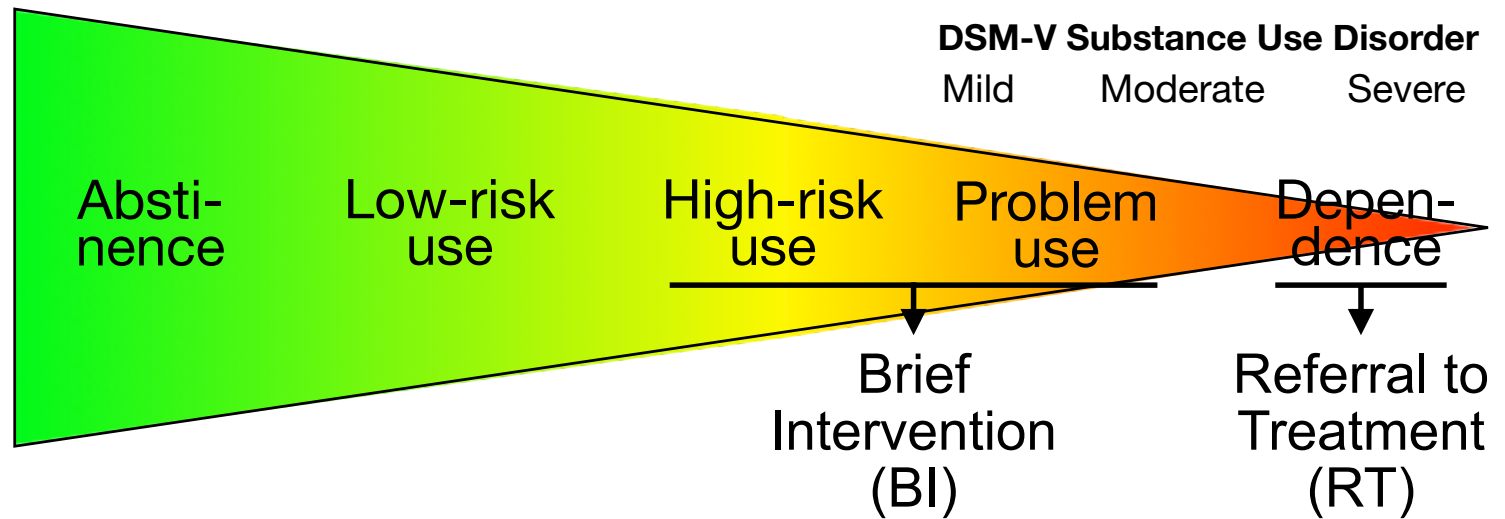 DSM-V Substance Use Disorder
Mild Moderate Severe
Absti-
nence
Low-risk
use
High-risk
use
Problem
use
Depen-
dence
Brief
Intervention
(BI)
Referral to
Treatment
(RT)